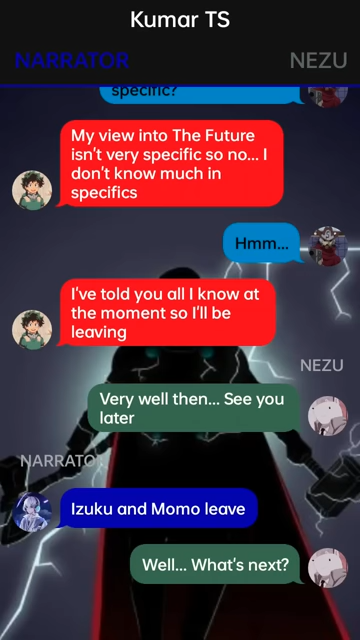 Kumar TS
NARRATOR
NEZU
specific?
My view into The Future
isn't very specific so no... I
don't know much in
specifics
Hmm...
I've told you all I know at
the moment so I'll be
leaving
NEZU
Very well then... See you
later
NARRATOR
Izuku and Momo leave
Well... What's next?